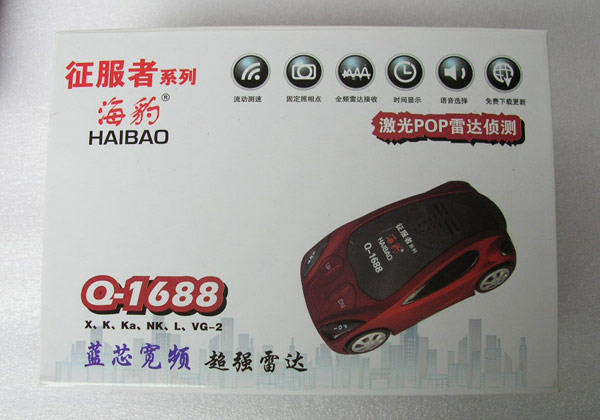 征服者系列
海豹®
HAIBAO
流动测速
固定照相点
全频雷达接收
时间显示
语音选择
免费下载更新
激光POP雷达侦测
征服者系列
海豹®
HAIBAO
Q-1688
Q-1688
X、K、Ka、NK、L、VG-2
蓝芯宽频 超强雷达